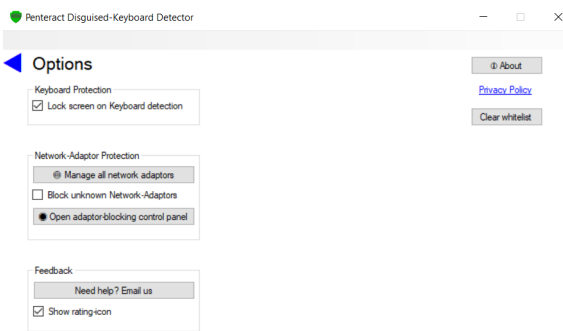 Penteract Disguised-Keyboard Detector
Options
About
Privacy Policy
Clear whitelist
Keyboard Protection
Lock screen on Keyboard detection
Network-Adaptor Protection
Manage all network adaptors
Block unknown Network-Adaptors
Open adaptor-blocking control panel
Feedback
Need help? Email us
Show rating-icon